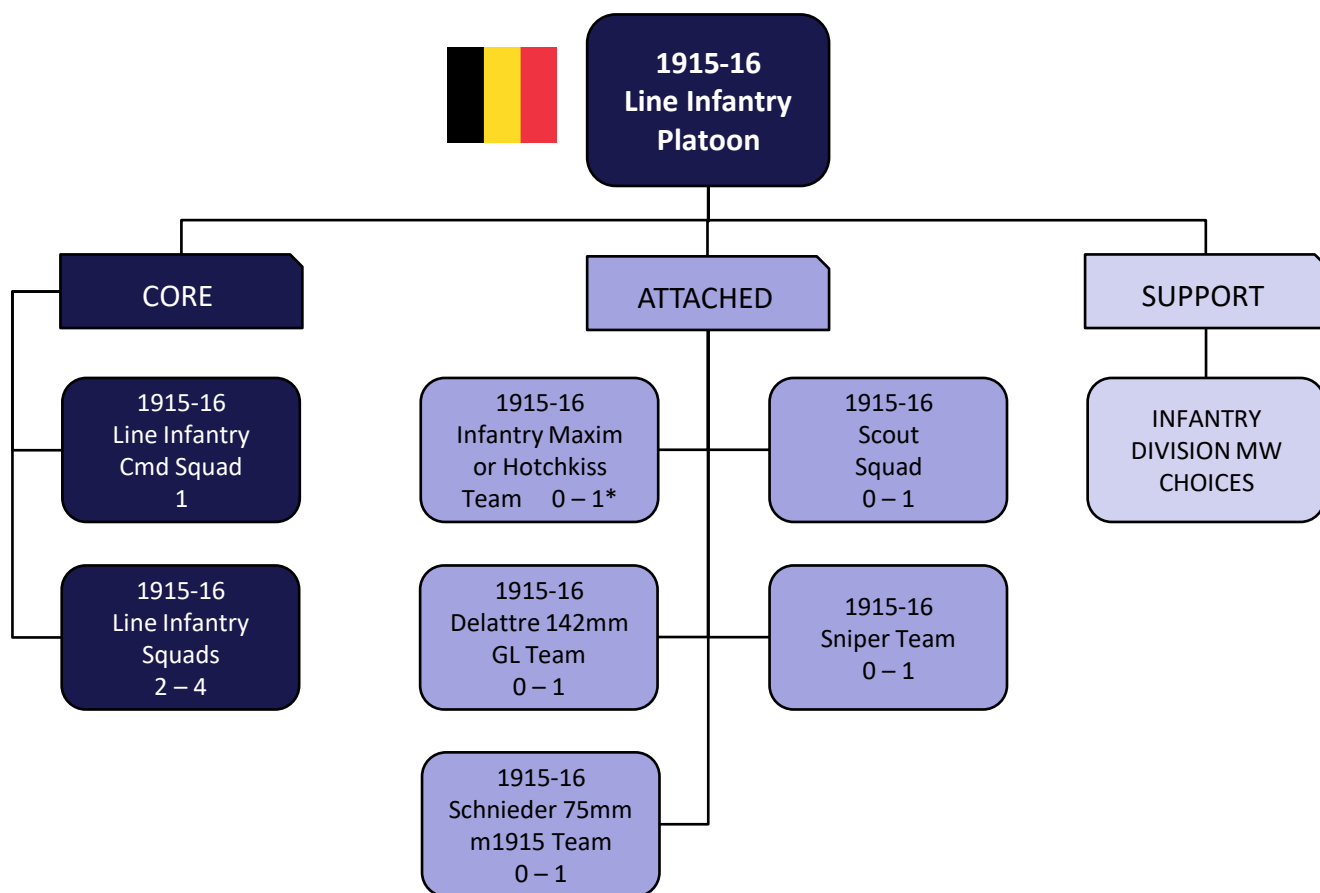 1915-16
Line Infantry
Platoon
CORE
ATTACHED
SUPPORT
1915-16
Line Infantry
Cmd Squad
1
1915-16
Line Infantry
Squads
2 – 4
1915-16
Infantry Maxim
or Hotchkiss
Team 0 – 1*
1915-16
Scout
Squad
0 – 1
1915-16
Delattre 142mm
GL Team
0 – 1
1915-16
Sniper Team
0 – 1
1915-16
Schnieder 75mm
m1915 Team
0 – 1
INFANTRY
DIVISION MW
CHOICES